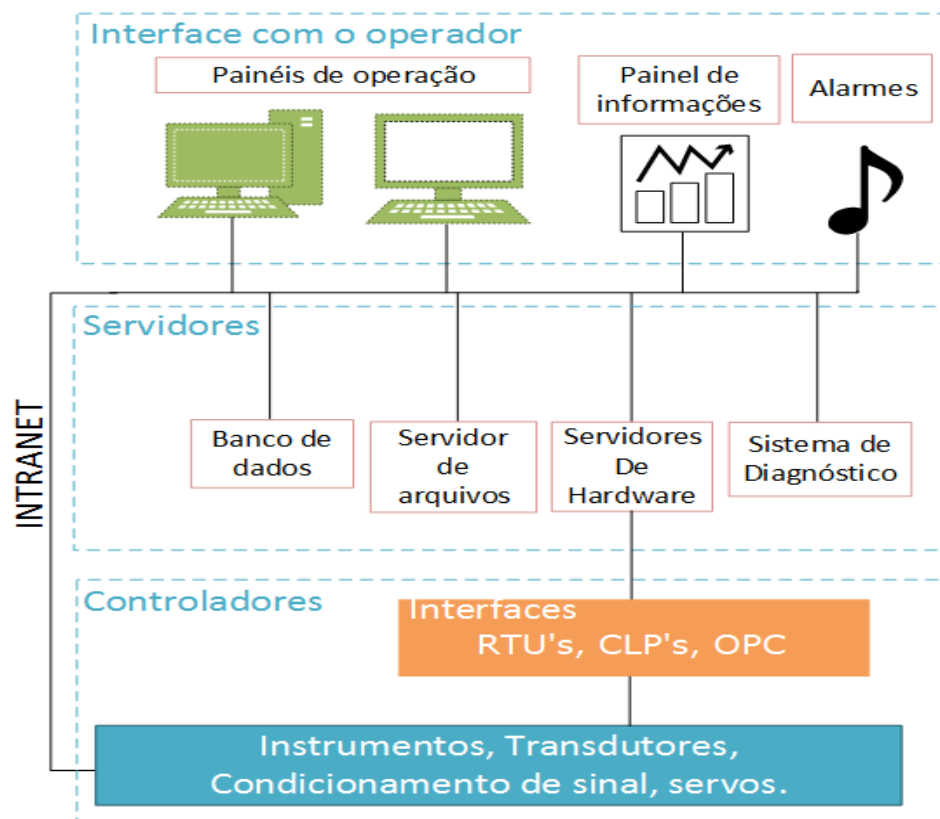 Interface com o operador
Painéis de operação
Painel de
informações
Alarmes
INTRANET
Servidores
Banco de
dados
Servidor
de
arquivos
Servidores
De
Hardware
Sistema de
Diagnóstico
Controladores
Interfaces
RTU's, CLP's, OPC
Instrumentos, Transdutores,
Condicionamento de sinal, servos.